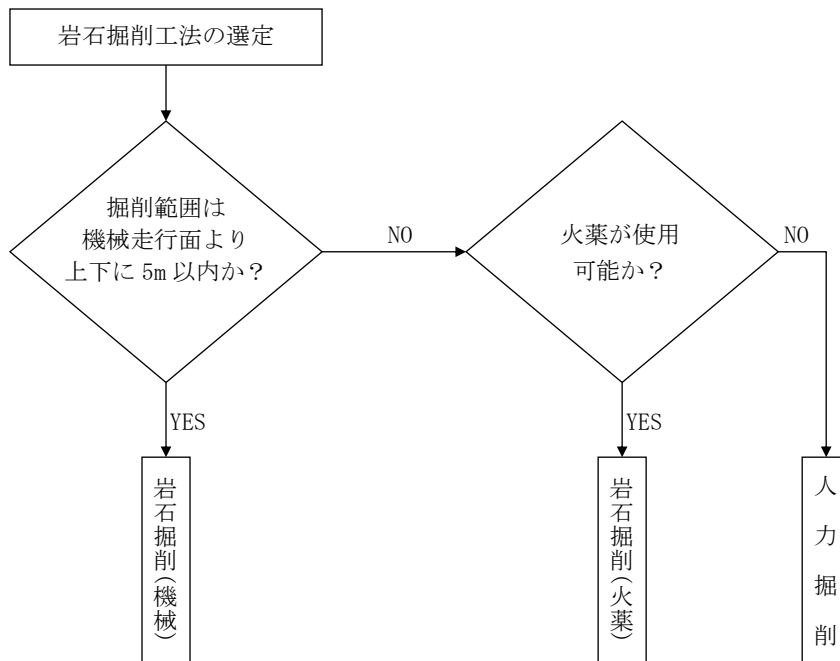 岩石掘削工法の選定
掘削範囲は
機械走行面より
上下に 5m 以内か？
NO
火薬が使用
可能か？
NO
YES
YES
岩石掘削(機械)
岩石掘削(火薬)
人力掘削